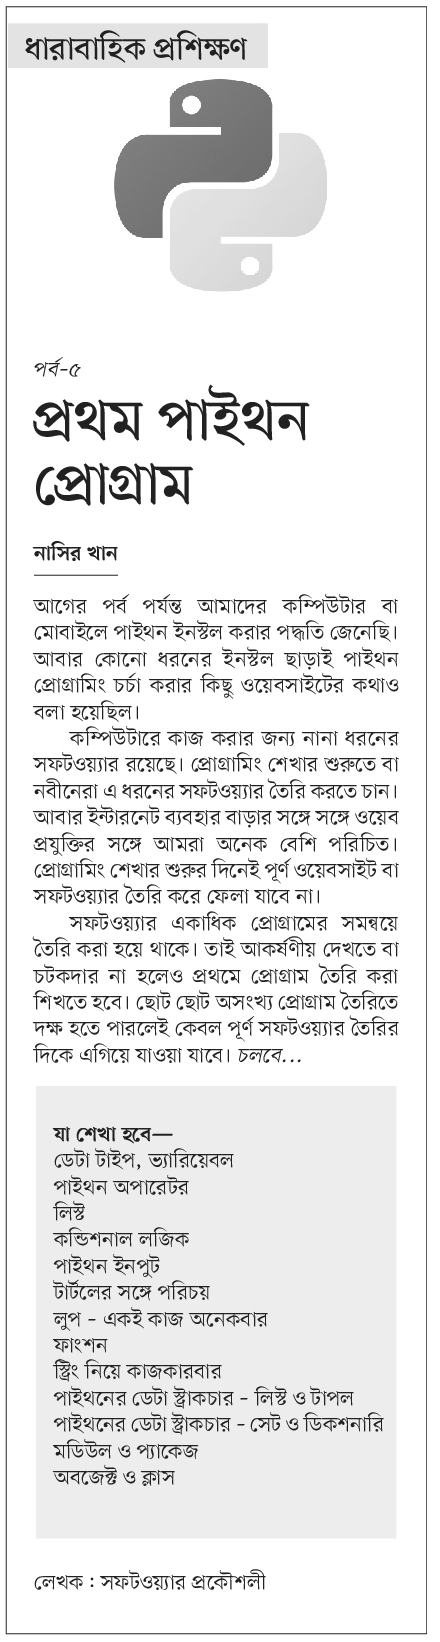 ধারাবাহিক প্রশিক্ষণ
পর্ব-৫
প্রথম পাইথন
প্রোগ্রাম
নাসির খান
আগের পর্ব পর্যন্ত আমাদের কম্পিউটার বা
মোবাইলে পাইথন ইনস্টল করার পদ্ধতি জেনেছি।
আবার কোনো ধরনের ইনস্টল ছাড়াই পাইথন
প্রোগ্রামিং চর্চা করার কিছু ওয়েবসাইটের কথাও
বলা হয়েছিল।
কম্পিউটারে কাজ করার জন্য নানা ধরনের
সফটওয়্যার রয়েছে। প্রোগ্রামিং শেখার শুরুতে বা
নবীনেরা এ ধরনের সফটওয়্যার তৈরি করতে চান।
আবার ইন্টারনেট ব্যবহার বাড়ার সঙ্গে সঙ্গে ওয়েব
প্রযুক্তির সঙ্গে আমরা অনেক বেশি পরিচিত।
প্রোগ্রামিং শেখার শুরুর দিনেই পূর্ণ ওয়েবসাইট বা
সফটওয়্যার তৈরি করে ফেলা যাবে না।
সফটওয়্যার একাধিক প্রোগ্রামের সমন্বয়ে
তৈরি করা হয়ে থাকে। তাই আকর্ষণীয় দেখতে বা
চটকদার না হলেও প্রথমে প্রোগ্রাম তৈরি করা
শিখতে হবে। ছোট ছোট অসংখ্য প্রোগ্রাম তৈরিতে
দক্ষ হতে পারলেই কেবল পূর্ণ সফটওয়্যার তৈরির
দিকে এগিয়ে যাওয়া যাবে। চলবে...
যা শেখা হবে—
ডেটা টাইপ, ভ্যারিয়েবল
পাইথন অপারেটর
লিস্ট
কন্ডিশনাল লজিক
পাইথন ইনপুট
টার্টলের সঙ্গে পরিচয়
লুপ - একই কাজ অনেকবার
ফাংশন
স্ট্রিং নিয়ে কাজকারবার
পাইথনের ডেটা স্ট্রাকচার - লিস্ট ও টাপল
পাইথনের ডেটা স্ট্রাকচার - সেট ও ডিকশনারি
মডিউল ও প্যাকেজ
অবজেক্ট ও ক্লাস
লেখক : সফটওয়্যার প্রকৌশলী